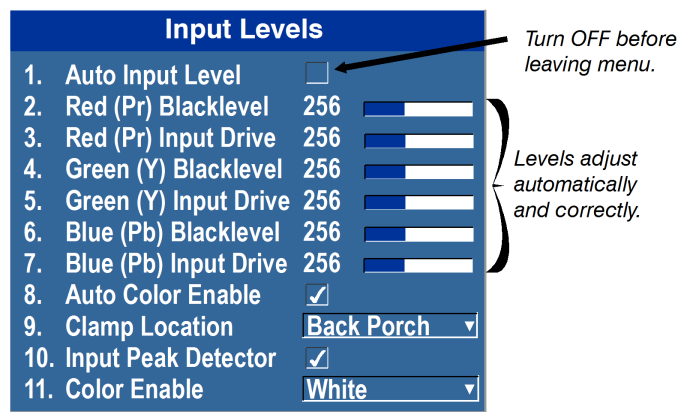 Input Levels
Turn OFF before
leaving menu.
1. Auto Input Level
2. Red (Pr) Blacklevel 256
3. Red (Pr) Input Drive 256
4. Green (Y) Blacklevel 256
5. Green (Y) Input Drive 256
6. Blue (Pb) Blacklevel 256
7. Blue (Pb) Input Drive 256
Levels adjust
automatically
and correctly.
8. Auto Color Enable
9. Clamp Location Back Porch
10. Input Peak Detector
11. Color Enable White